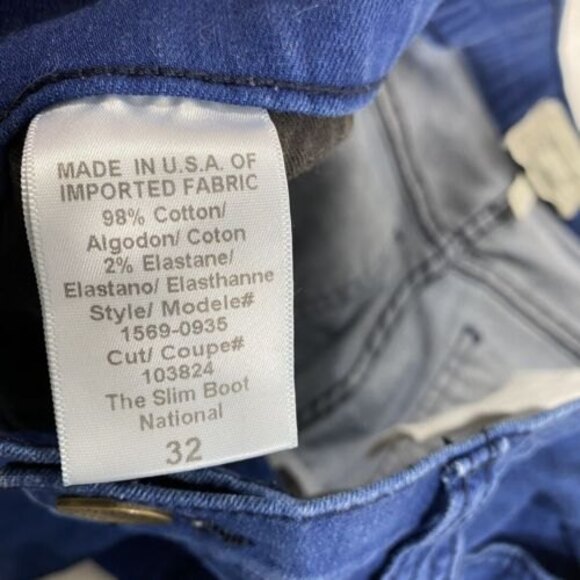 MADE IN U.S.A. OF
IMPORTED FABRIC
98% Cotton/
Algodon/ Coton
2% Elastane/
Elastano/ Elasthanne
Style/ Modele#
1569-0935
Cut/ Coupe#
103824
The Slim Boot
National
32